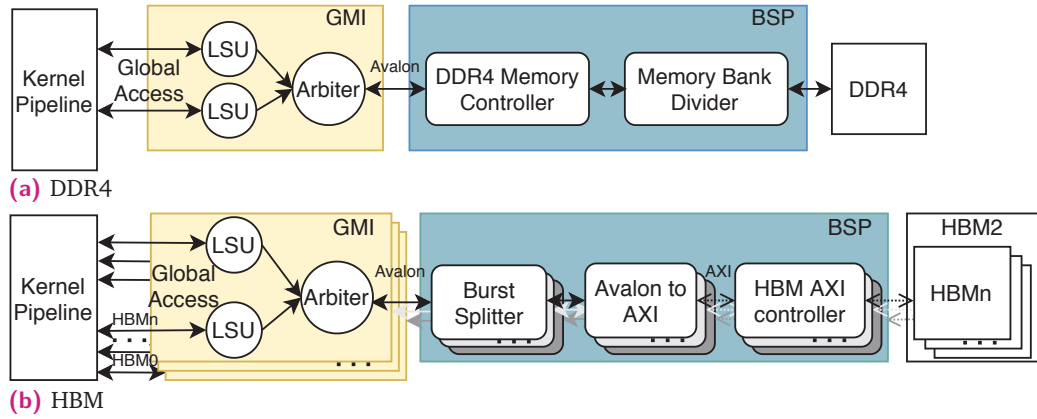 GMI
BSP
Kernel
Pipeline
Global
Access
LSU
LSU
Arbiter
Avalon
DDR4 Memory
Controller
Memory Bank
Divider
DDR4
(a) DDR4
GMI
BSP
HBM2
Kernel
Pipeline
Global
Access
HBMn
. . .
HBM0
LSU
LSU
Arbiter
. . .
Avalon
Burst
Splitter
. . .
Avalon to
AXI
. . .
AXI
HBM AXI
controller
. . .
HBMn
. . .
(b) HBM